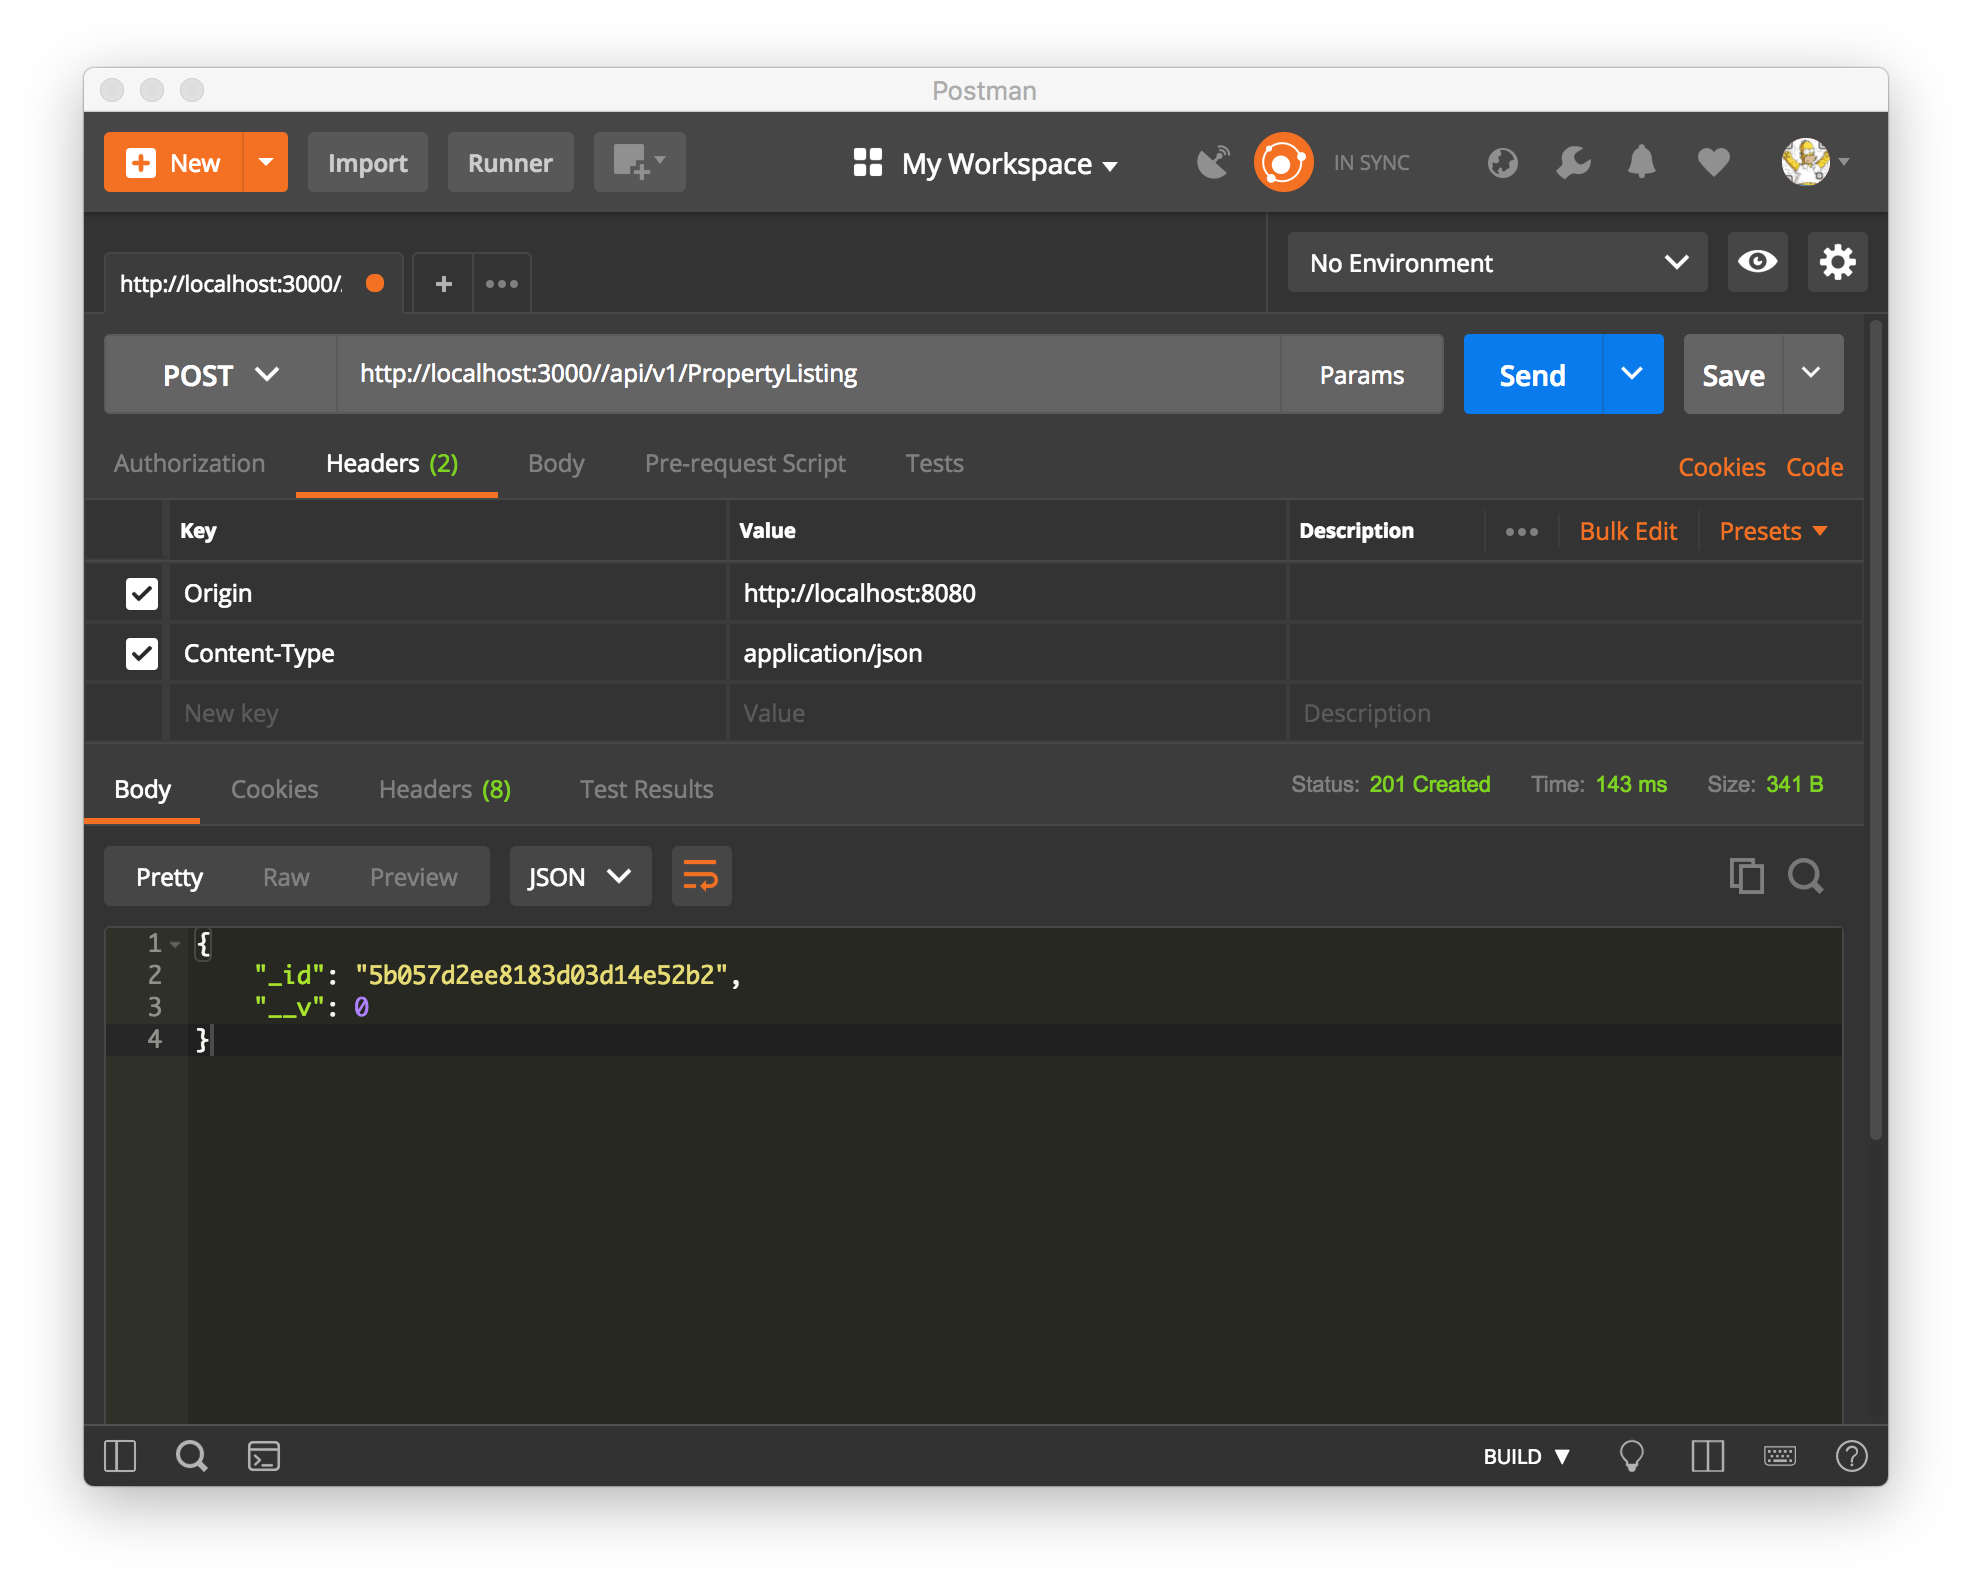 Postman
New Import Runner My Workspace IN SYNC
http://localhost:3000/. + No Environment
POST http://localhost:3000//api/v1/PropertyListing Params Send Save
Authorization Headers (2) Body Pre-request Script Tests Cookies Code
Key Value Description Bulk Edit Presets
Origin http://localhost:8080
Content-Type application/json
New key Value Description
Body Cookies Headers (8) Test Results Status: 201 Created Time: 143 ms Size: 341 B
Pretty Raw Preview JSON
1 {
2 "_id": "5b057d2ee8183d03d14e52b2",
3 "__v": 0
4 }
BUILD